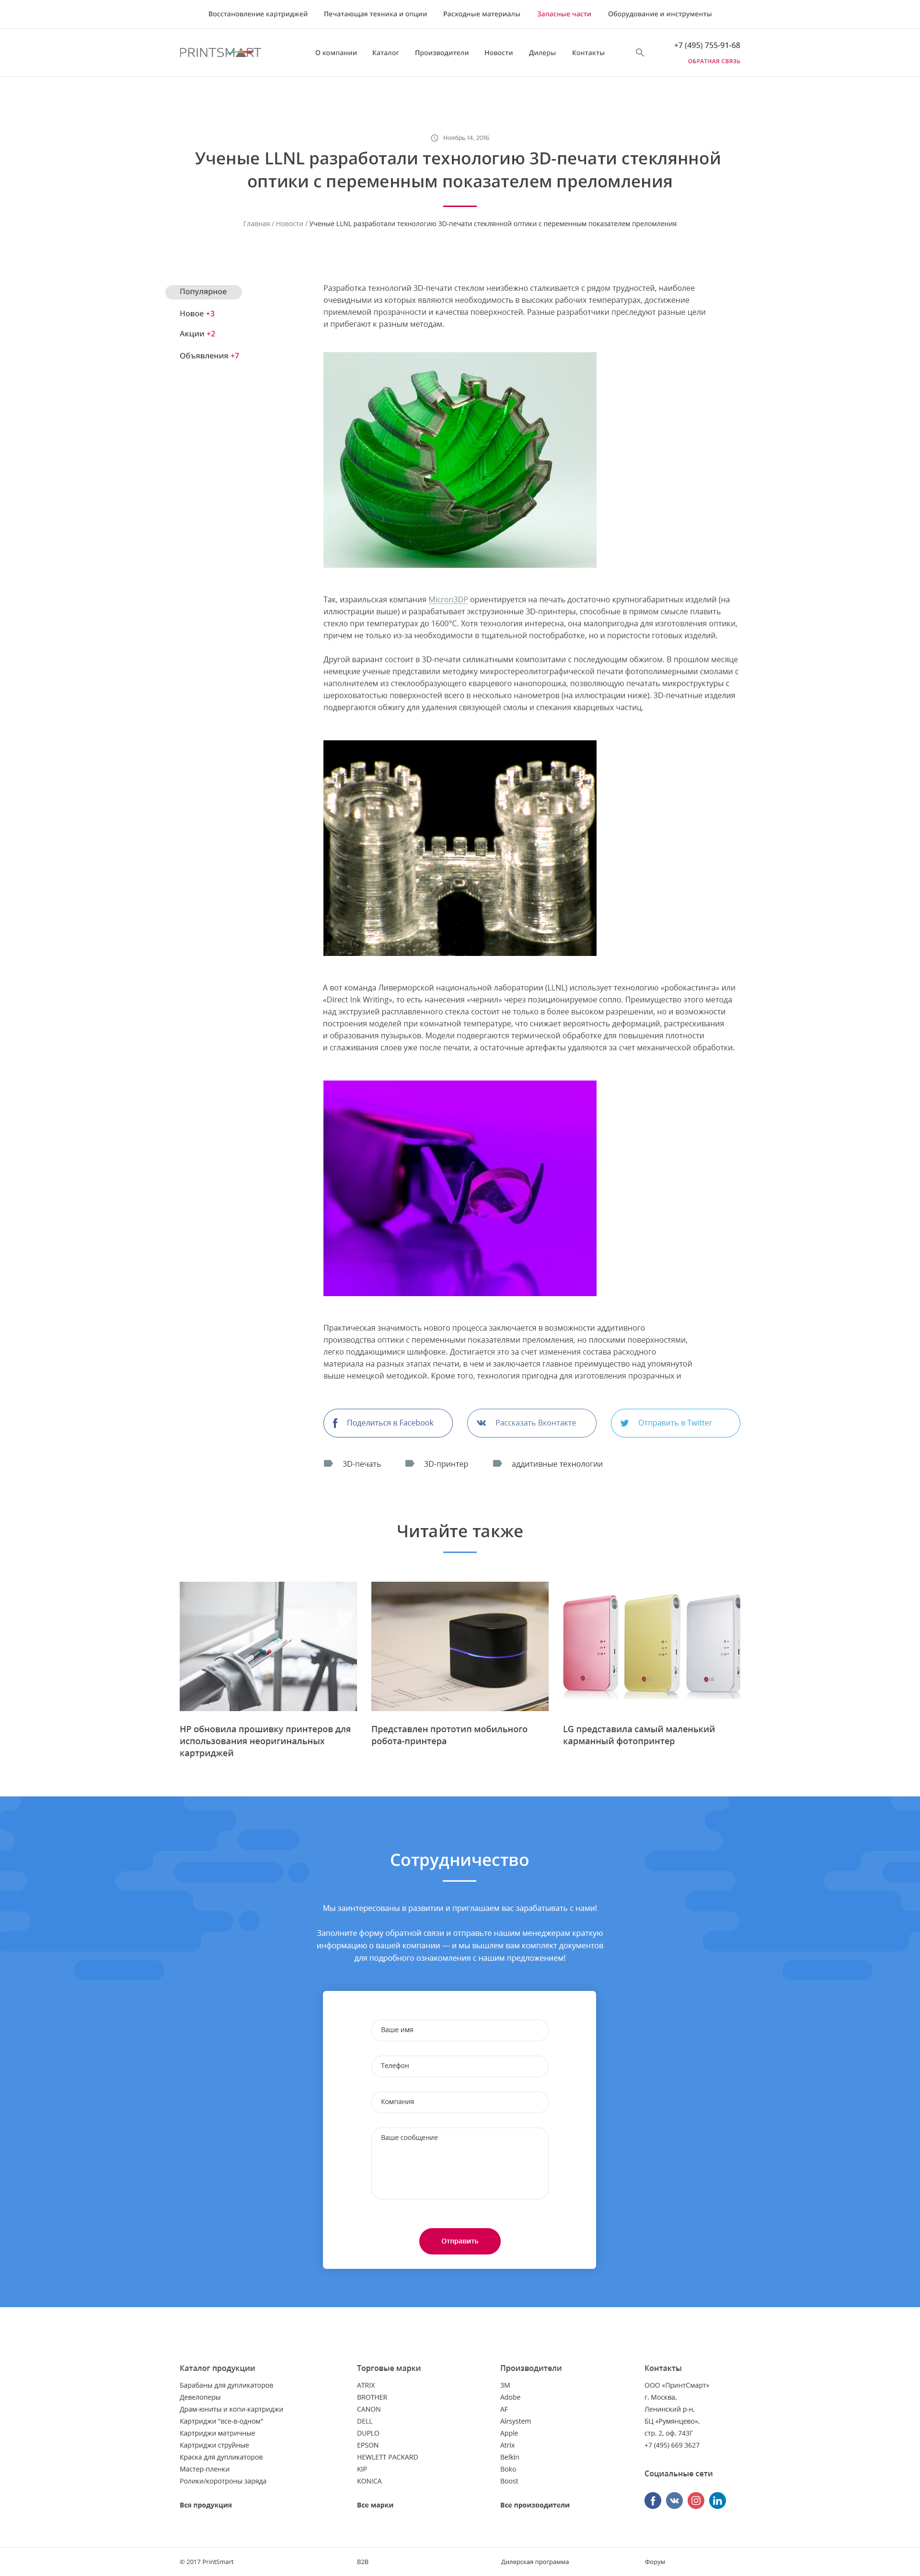 Восстановление картриджей Печатающая техника и опции Расходные материалы Запасные части Оборудование и инструменты
PRINTSMART
О компании Каталог Производители Новости Дилеры Контакты
+7 (495) 755-91-68
ОБРАТНАЯ СВЯЗЬ
Ноябрь 14, 2016
Ученые LLNL разработали технологию 3D-печати стеклянной
оптики с переменным показателем преломления
Главная / Новости / Ученые LLNL разработали технологию 3D-печати стеклянной оптики с переменным показателем преломления
Популярное
Новое +3
Акции +2
Объявления +7
Разработка технологий 3D-печати стеклом неизбежно сталкивается с рядом трудностей, наиболее
очевидными из которых являются необходимость в высоких рабочих температурах, достижение
приемлемой прозрачности и качества поверхностей. Разные разработчики преследуют разные цели
и прибегают к разным методам.
Так, израильская компания Micron3DP ориентируется на печать достаточно крупногабаритных изделий (на
иллюстрации выше) и разрабатывает экструзионные 3D-принтеры, способные в прямом смысле плавить
стекло при температурах до 1600°C. Хотя технология интересна, она малопригодна для изготовления оптики,
причем не только из-за необходимости в тщательной постобработке, но и пористости готовых изделий.
Другой вариант состоит в 3D-печати силикатными композитами с последующим обжигом. В прошлом месяце
немецкие ученые представили методику микростереолитографической печати фотополимерными смолами с
наполнителем из стеклообразующего кварцевого нанопорошка, позволяющую печатать микроструктуры с
шероховатостью поверхностей всего в несколько нанометров (на иллюстрации ниже). 3D-печатные изделия
подвергаются обжигу для удаления связующей смолы и спекания кварцевых частиц.
А вот команда Ливерморской национальной лаборатории (LLNL) использует технологию «робокастинга» или
«Direct Ink Writing», то есть нанесения «чернил» через позиционируемое сопло. Преимущество этого метода
над экструзией расплавленного стекла состоит не только в более высоком разрешении, но и возможности
построения моделей при комнатной температуре, что снижает вероятность деформаций, растрескивания
и образования пузырьков. Модели подвергаются термической обработке для повышения плотности
и сглаживания слоев уже после печати, а остаточные артефакты удаляются за счет механической обработки.
Практическая значимость нового процесса заключается в возможности аддитивного
производства оптики с переменными показателями преломления, но плоскими поверхностями,
легко поддающимися шлифовке. Достигается это за счет изменения состава расходного
материала на разных этапах печати, в чем и заключается главное преимущество над упомянутой
выше немецкой методикой. Кроме того, технология пригодна для изготовления прозрачных и
Поделиться в Facebook Рассказать Вконтакте Отправить в Twitter
3D-печать 3D-принтер аддитивные технологии
Читайте также
LG LG LG
HP обновила прошивку принтеров для
использования неоригинальных
картриджей
Представлен прототип мобильного
робота-принтера
LG представила самый маленький
карманный фотопринтер
Сотрудничество
Мы заинтересованы в развитии и приглашаем вас зарабатывать с нами!
Заполните форму обратной связи и отправьте нашим менеджерам краткую
информацию о вашей компании — и мы вышлем вам комплект документов
для подробного ознакомления с нашим предложением!
Ваше имя
Телефон
Компания
Ваше сообщение
Отправить
Каталог продукции
Барабаны для дупликаторов
Девелоперы
Драм-юниты и копи-картриджи
Картриджи "все-в-одном"
Картриджи матричные
Картриджи струйные
Краска для дупликаторов
Мастер-пленки
Ролики/коротроны заряда
Вся продукция
Торговые марки
ATRIX
BROTHER
CANON
DELL
DUPLO
EPSON
HEWLETT PACKARD
KIP
KONICA
Все марки
Производители
3M
Adobe
AF
Airsystem
Apple
Atrix
Belkin
Boko
Boost
Все производители
Контакты
ООО «ПринтСмарт»
г. Москва,
Ленинский р-н,
БЦ «Румянцево»,
стр. 2, оф. 743Г
+7 (495) 669 3627
Социальные сети
© 2017 PrintSmart B2B Дилерская программа Форум